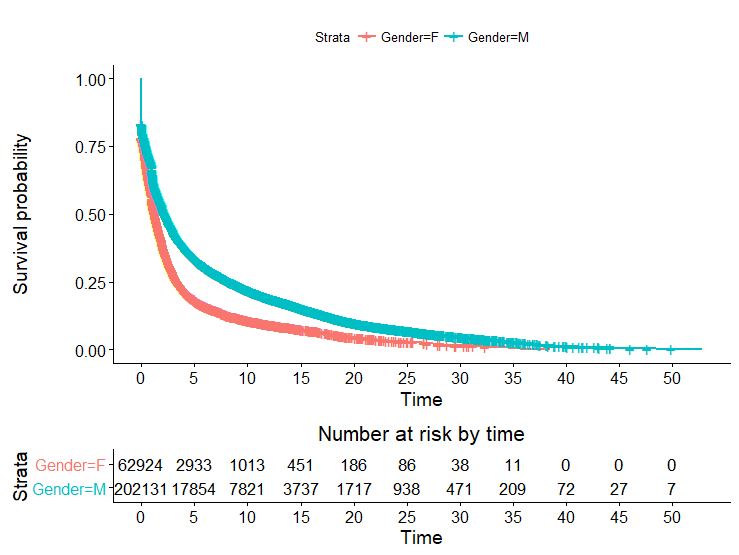 Strata Gender=F Gender=M
1.00
0.75
0.50
0.25
0.00
Survival probability
0 5 10 15 20 25 30 35 40 45 50
Time
Number at risk by time
Strata
Gender=F 62924 2933 1013 451 186 86 38 11 0 0 0
Gender=M 202131 17854 7821 3737 1717 938 471 209 72 27 7
0 5 10 15 20 25 30 35 40 45 50
Time